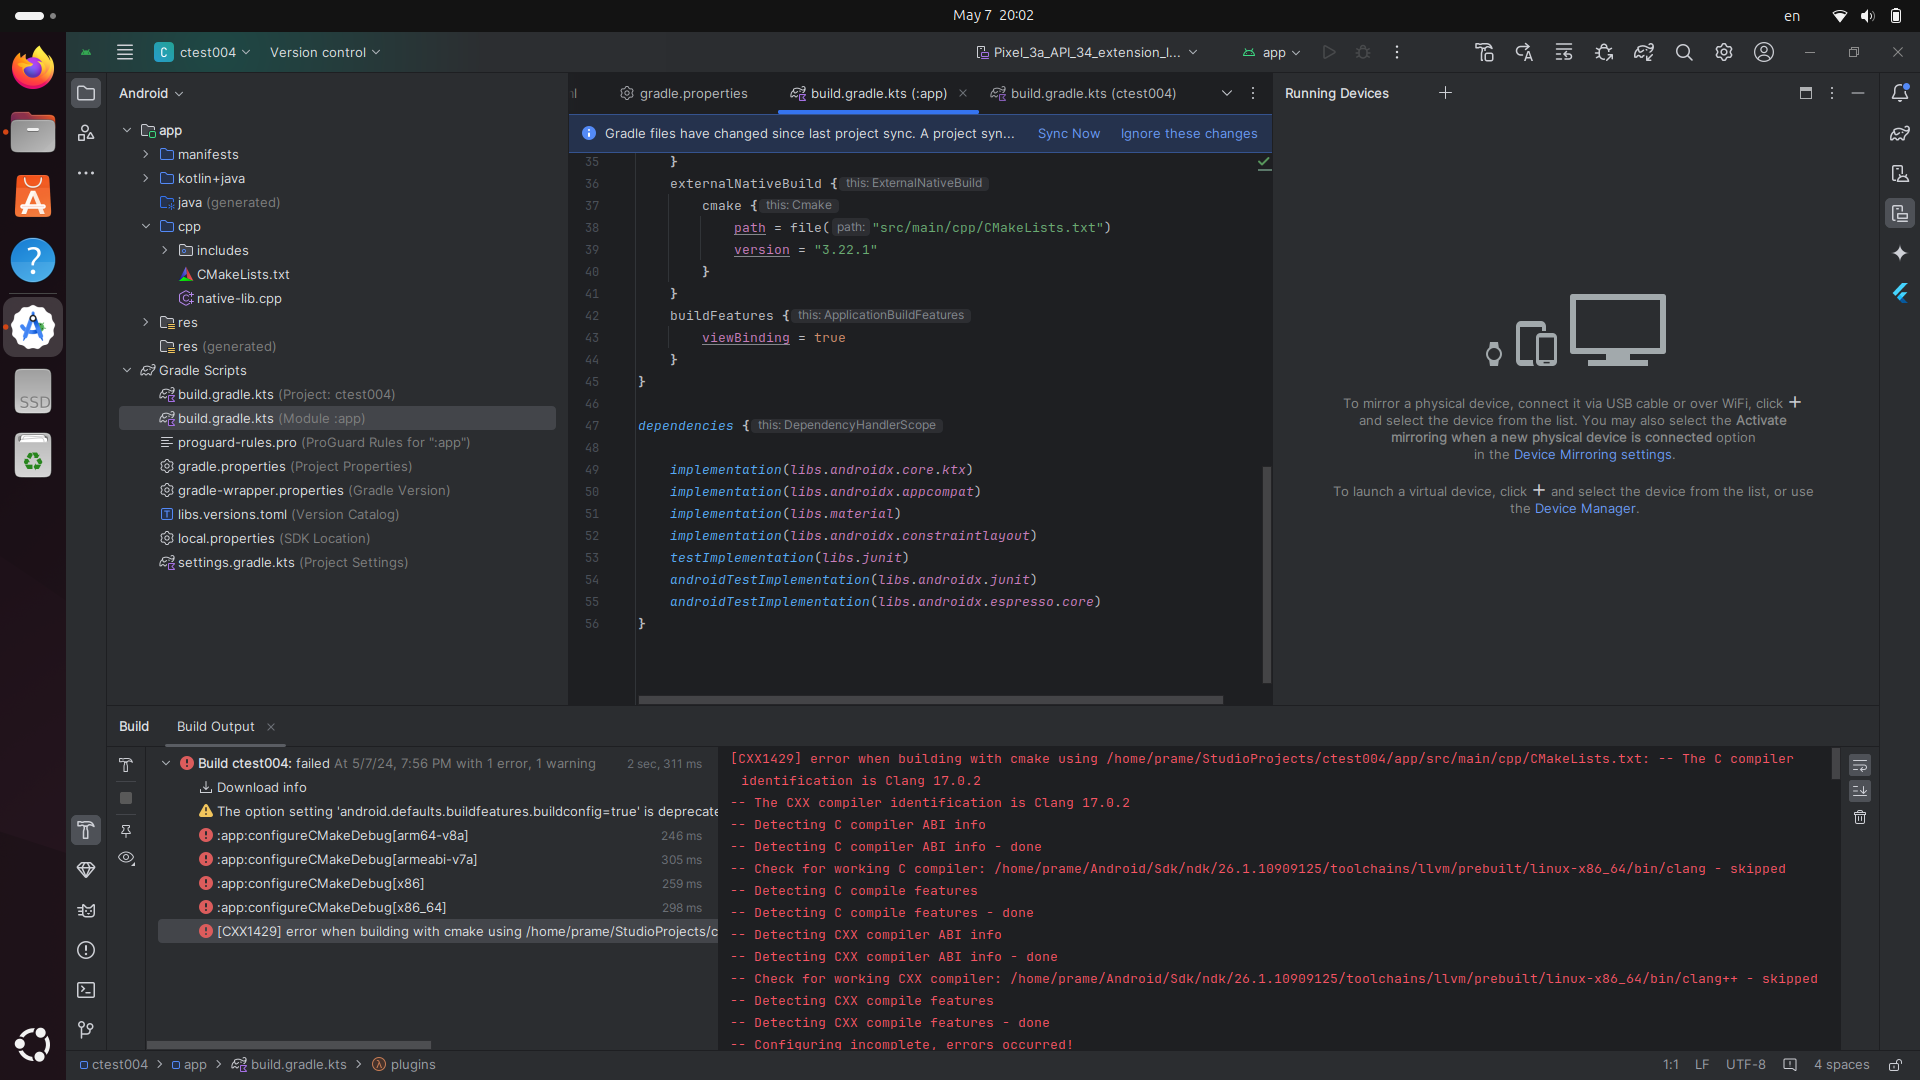 May 7 20:02
en
C ctest004
Version control
Pixel_3a_API_34_extension_l...
app
Android
gradle.properties
build.gradle.kts (:app)
build.gradle.kts (ctest004)
Running Devices
Gradle files have changed since last project sync. A project syn...
Sync Now
Ignore these changes
app
manifests
kotlin+java
java (generated)
cpp
includes
CMakeLists.txt
native-lib.cpp
res
res (generated)
Gradle Scripts
build.gradle.kts (Project: ctest004)
build.gradle.kts (Module :app)
proguard-rules.pro (ProGuard Rules for ":app")
gradle.properties (Project Properties)
gradle-wrapper.properties (Gradle Version)
libs.versions.toml (Version Catalog)
local.properties (SDK Location)
settings.gradle.kts (Project Settings)
SSD
35 }
36 externalNativeBuild { this: ExternalNativeBuild
37 cmake { this: Cmake
38 path = file( path: "src/main/cpp/CMakeLists.txt")
39 version = "3.22.1"
40 }
41 }
42 buildFeatures { this: ApplicationBuildFeatures
43 viewBinding = true
44 }
45 }
46
47 dependencies { this: DependencyHandlerScope
48
49 implementation(libs.androidx.core.ktx)
50 implementation(libs.androidx.appcompat)
51 implementation(libs.material)
52 implementation(libs.androidx.constraintlayout)
53 testImplementation(libs.junit)
54 androidTestImplementation(libs.androidx.junit)
55 androidTestImplementation(libs.androidx.espresso.core)
56 }
To mirror a physical device, connect it via USB cable or over WiFi, click +
and select the device from the list. You may also select the Activate
mirroring when a new physical device is connected option
in the Device Mirroring settings.
To launch a virtual device, click + and select the device from the list, or use
the Device Manager.
Build
Build Output
Build ctest004: failed At 5/7/24, 7:56 PM with 1 error, 1 warning 2 sec, 311 ms
Download info
The option setting 'android.defaults.buildfeatures.buildconfig=true' is deprecate
:app:configureCMakeDebug[arm64-v8a] 246 ms
:app:configureCMakeDebug[armeabi-v7a] 305 ms
:app:configureCMakeDebug[x86] 259 ms
:app:configureCMakeDebug[x86_64] 298 ms
[CXX1429] error when building with cmake using /home/prame/StudioProjects/c
[CXX1429] error when building with cmake using /home/prame/StudioProjects/ctest004/app/src/main/cpp/CMakeLists.txt: -- The C compiler
identification is Clang 17.0.2
-- The CXX compiler identification is Clang 17.0.2
-- Detecting C compiler ABI info
-- Detecting C compiler ABI info - done
-- Check for working C compiler: /home/prame/Android/Sdk/ndk/26.1.10909125/toolchains/llvm/prebuilt/linux-x86_64/bin/clang - skipped
-- Detecting C compile features
-- Detecting C compile features - done
-- Detecting CXX compiler ABI info
-- Detecting CXX compiler ABI info - done
-- Check for working CXX compiler: /home/prame/Android/Sdk/ndk/26.1.10909125/toolchains/llvm/prebuilt/linux-x86_64/bin/clang++ - skipped
-- Detecting CXX compile features
-- Detecting CXX compile features - done
-- Configuring incomplete, errors occurred!
ctest004 > app > build.gradle.kts > plugins
1:1 LF UTF-8 4 spaces